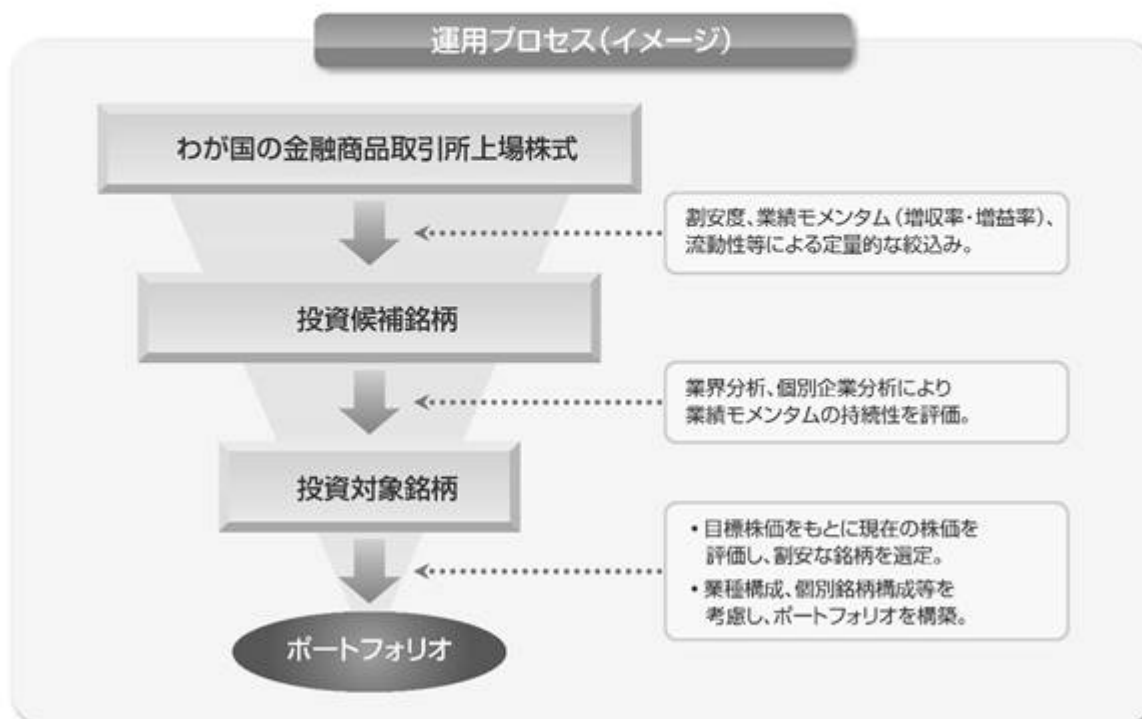 運用プロセス(イメージ)
わが国の金融商品取引所上場株式
割安度、業績モメンタム(増収率・増益率)、
流動性等による定量的な絞込み。
投資候補銘柄
業界分析、個別企業分析により
業績モメンタムの持続性を評価。
投資対象銘柄
・目標株価をもとに現在の株価を
評価し、割安な銘柄を選定。
・業種構成、個別銘柄構成等を
考慮し、ポートフォリオを構築。
ポートフォリオ